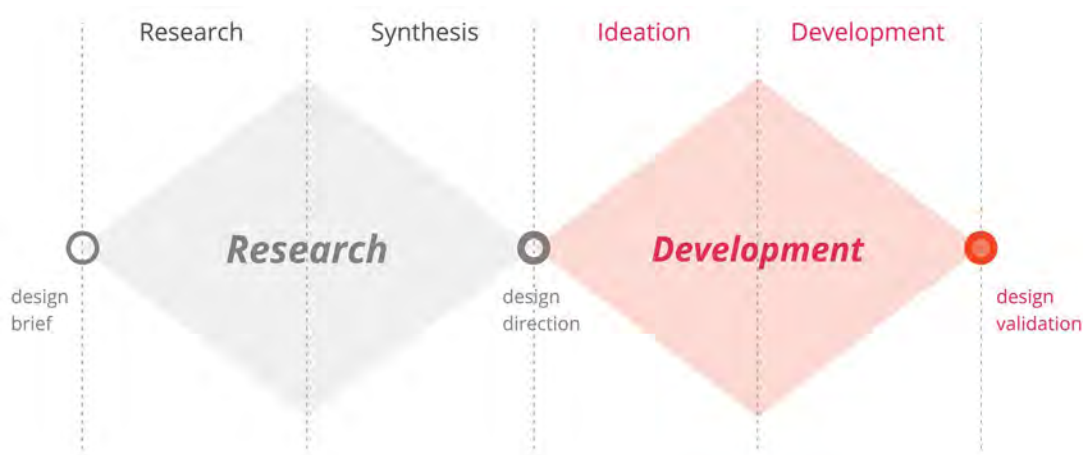 Research Synthesis Ideation Development
Research Development
design design design
brief direction validation